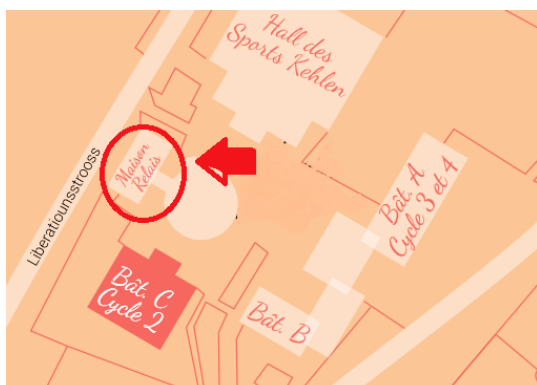 Hall des
Sports Kehlen
Maison
Relais
Liberatiounsstrooss
Bât. A
Cycle 3 et 4
Bât. C
Cycle 2
Bât. B